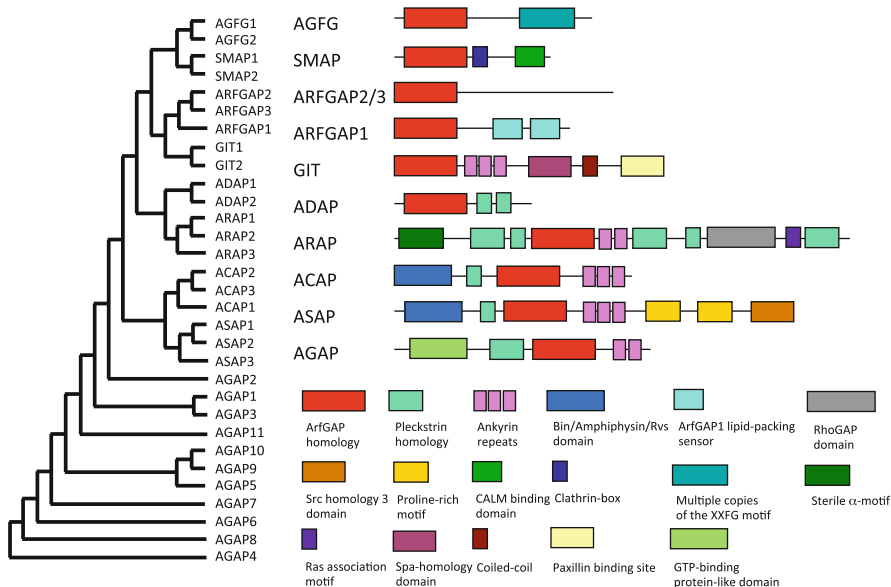 AGFG1
AGFG2
SMAP1
SMAP2
ARFGAP2
ARFGAP3
ARFGAP1
GIT1
GIT2
ADAP1
ADAP2
ARAP1
ARAP2
ARAP3
ACAP2
ACAP3
ACAP1
ASAP1
ASAP2
ASAP3
AGAP2
AGAP1
AGAP3
AGAP11
AGAP10
AGAP9
AGAP5
AGAP7
AGAP6
AGAP8
AGAP4
AGFG
SMAP
ARFGAP2/3
ARFGAP1
GIT
ADAP
ARAP
ACAP
ASAP
AGAP
ArfGAP
homology
Pleckstrin
homology
Ankyrin
repeats
Bin/Amphiphysin/Rvs
domain
ArfGAP1 lipid-packing
sensor
RhoGAP
domain
Src homology 3
domain
Proline-rich
motif
CALM binding
domain
Clathrin-box
Multiple copies
of the XXFG motif
Sterile α-motif
Ras association
motif
Spa-homology
domain
Coiled-coil
Paxillin binding site
GTP-binding
protein-like domain